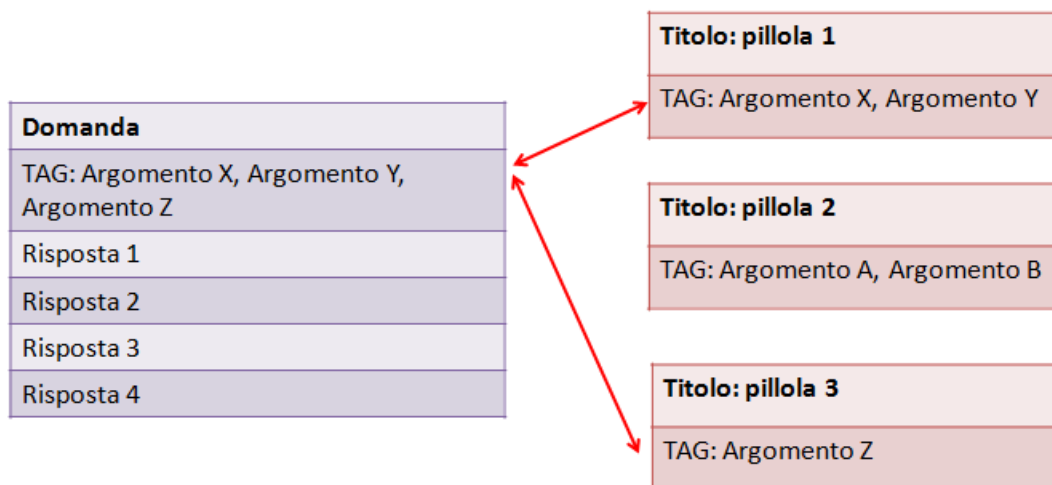 Domanda
TAG: Argomento X, Argomento Y,
Argomento Z
Risposta 1
Risposta 2
Risposta 3
Risposta 4
Titolo: pillola 1
TAG: Argomento X, Argomento Y
Titolo: pillola 2
TAG: Argomento A, Argomento B
Titolo: pillola 3
TAG: Argomento Z